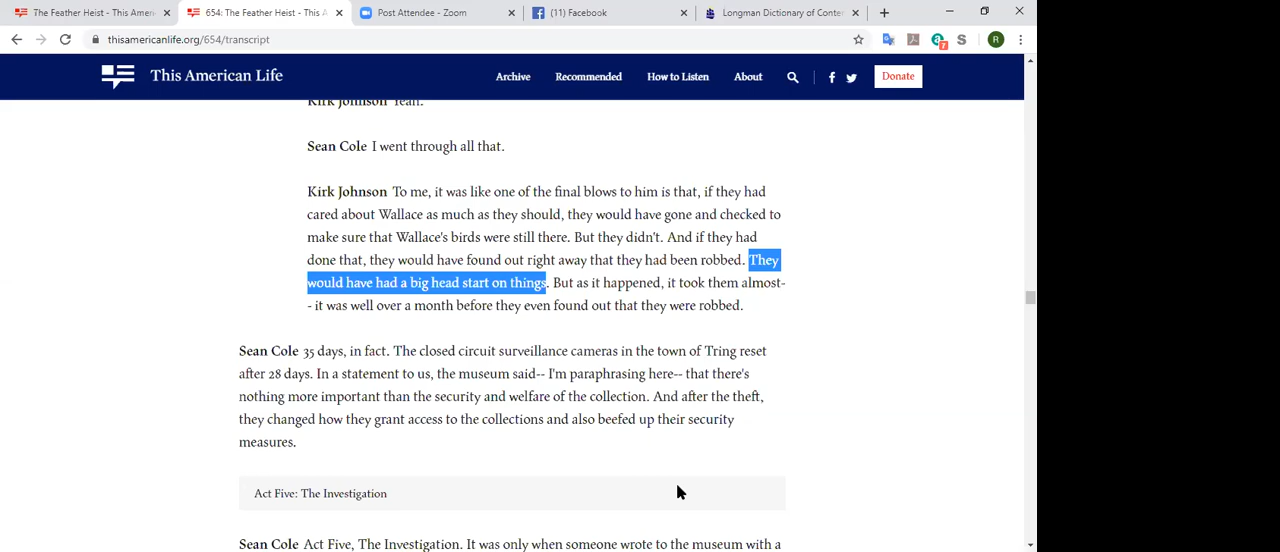 The Feather Heist - This Ameri
654: The Feather Heist - This A
Post Attendee - Zoom
(11) Facebook
Longman Dictionary of Conter
thisamericanlife.org/654/transcript
7
R
This American Life
Archive
Recommended
How to Listen
About
Donate
Kirk Johnson Yeah.
Sean Cole I went through all that.
Kirk Johnson To me, it was like one of the final blows to him is that, if they had
cared about Wallace as much as they should, they would have gone and checked to
make sure that Wallace's birds were still there. But they didn't. And if they had
done that, they would have found out right away that they had been robbed. They
would have had a big head start on things. But as it happened, it took them almost-
- it was well over a month before they even found out that they were robbed.
Sean Cole 35 days, in fact. The closed circuit surveillance cameras in the town of Tring reset
after 28 days. In a statement to us, the museum said-- I'm paraphrasing here-- that there's
nothing more important than the security and welfare of the collection. And after the theft,
they changed how they grant access to the collections and also beefed up their security
measures.
Act Five: The Investigation
Sean Cole Act Five, The Investigation. It was only when someone wrote to the museum with a